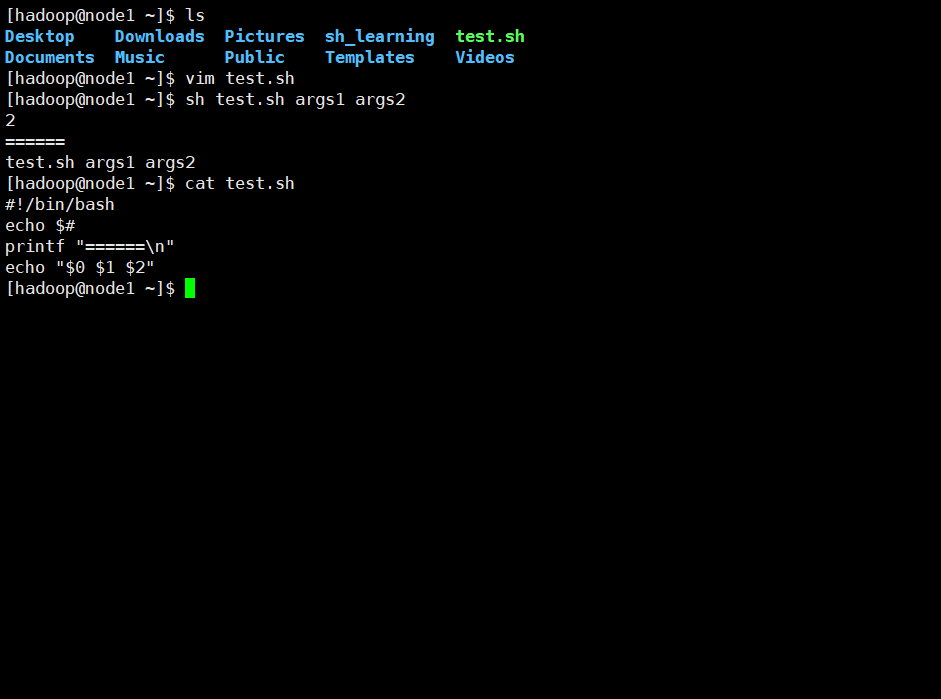 [hadoop@node1 ~]$ ls
Desktop    Downloads  Pictures  sh_learning  test.sh
Documents  Music      Public    Templates    Videos
[hadoop@node1 ~]$ vim test.sh
[hadoop@node1 ~]$ sh test.sh args1 args2
2
======
test.sh args1 args2
[hadoop@node1 ~]$ cat test.sh
#!/bin/bash
echo $#
printf "======\n"
echo "$0 $1 $2"
[hadoop@node1 ~]$